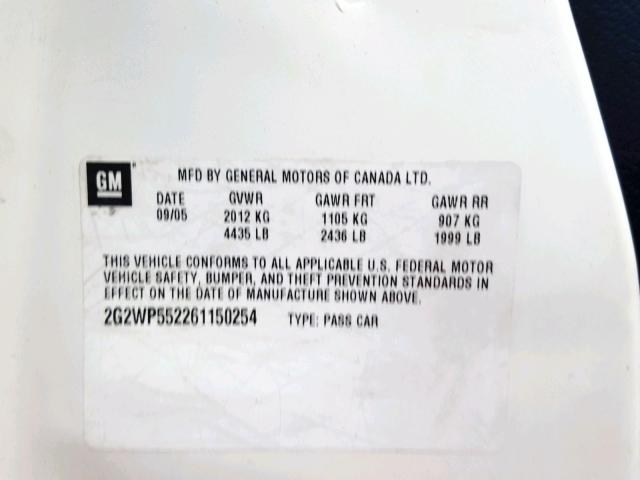 GM MFD BY GENERAL MOTORS OF CANADA LTD.
DATE GVWR GAWR FRT GAWR RR
09/05 2012 KG 1105 KG 907 KG
4435 LB 2436 LB 1999 LB
THIS VEHICLE CONFORMS TO ALL APPLICABLE U.S. FEDERAL MOTOR
VEHICLE SAFETY, BUMPER, AND THEFT PREVENTION STANDARDS IN
EFFECT ON THE DATE OF MANUFACTURE SHOWN ABOVE.
2G2WP552261150254 TYPE: PASS CAR